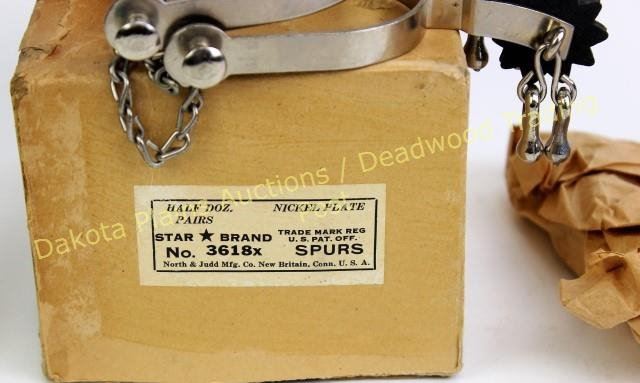 HALF DOZ. NICKEL PLATE
PAIRS
STAR ★ BRAND TRADE MARK REG
U.S. PAT. OFF.
No. 3618x SPURS
North & Judd Mfg. Co. New Britain, Conn. U. S. A.
Dakota Plains Auctions / Deadwood Trading
Post